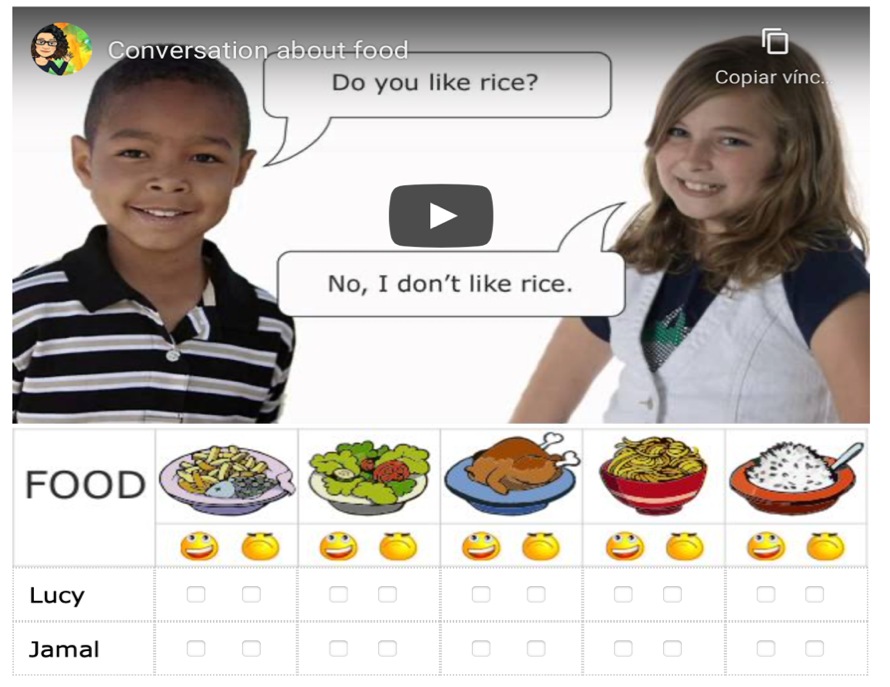 Conversation about food
Copiar vínc...
Do you like rice?
No, I don't like rice.
FOOD
Lucy
Jamal